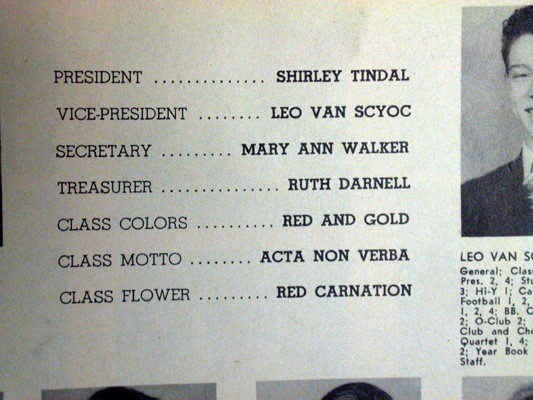 PRESIDENT .............. SHIRLEY TINDAL
VICE-PRESIDENT ........ LEO VAN SCYOC
SECRETARY ......... MARY ANN WALKER
TREASURER ............... RUTH DARNELL
CLASS COLORS .......... RED AND GOLD
CLASS MOTTO ........ ACTA NON VERBA
CLASS FLOWER ......... RED CARNATION
LEO VAN SC
General; Clas
Pres. 2, 4; Stu
3; Hi-Y 1; Ca
Football 1, 2,
1, 2, 4; BB. C
2; O-Club 2;
Club and Cho
Quartet 1, 4;
2; Year Book
Staff.